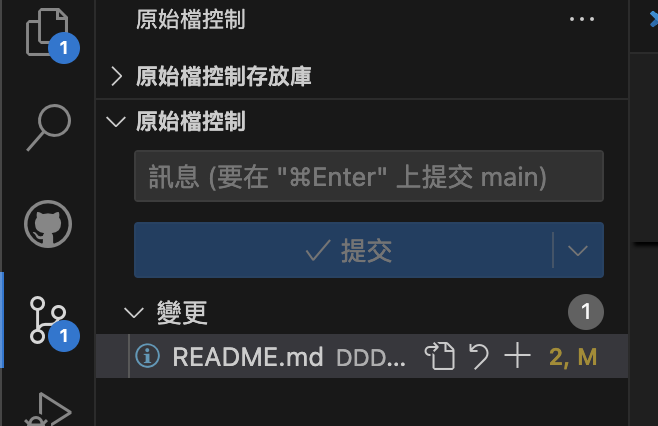 原始檔控制
1
原始檔控制存放庫
原始檔控制
訊息 (要在 "⌘Enter" 上提交 main)
提交
1
變更 1
README.md DDD... 2, M